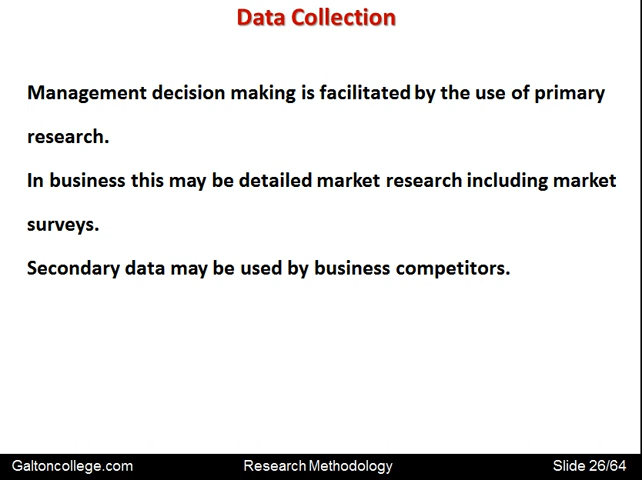 Data Collection
Management decision making is facilitated by the use of primary
research.
In business this may be detailed market research including market
surveys.
Secondary data may be used by business competitors.
Galtoncollege.com Research Methodology Slide 26/64